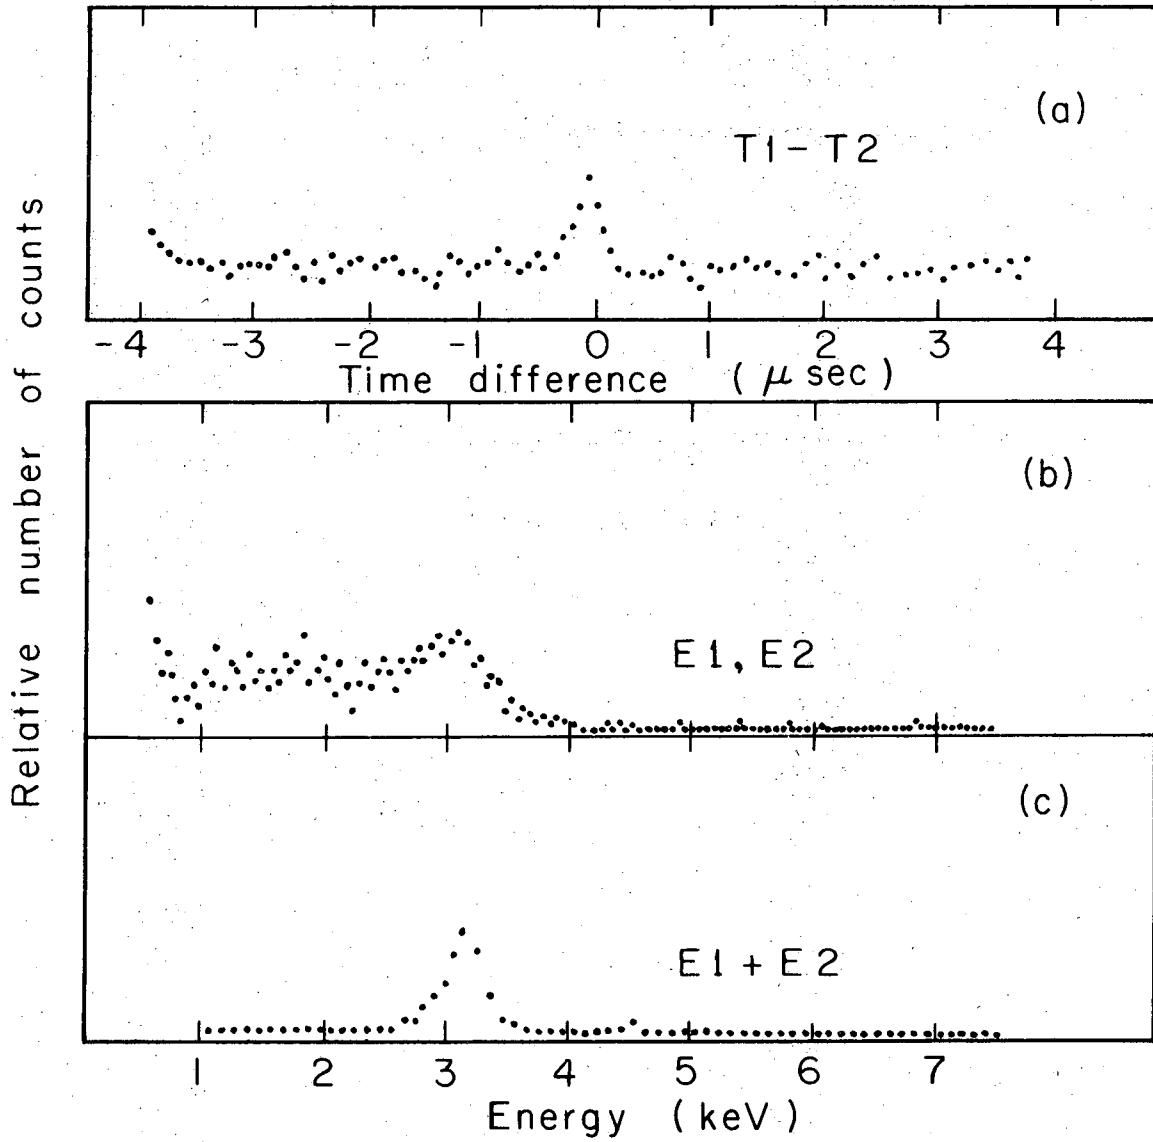 Relative number of counts
(a)
T1 - T2
-4 -3 -2 -1 0 1 2 3 4
Time difference (μ sec)
(b)
E1, E2
(c)
E1 + E2
1 2 3 4 5 6 7
Energy (keV)